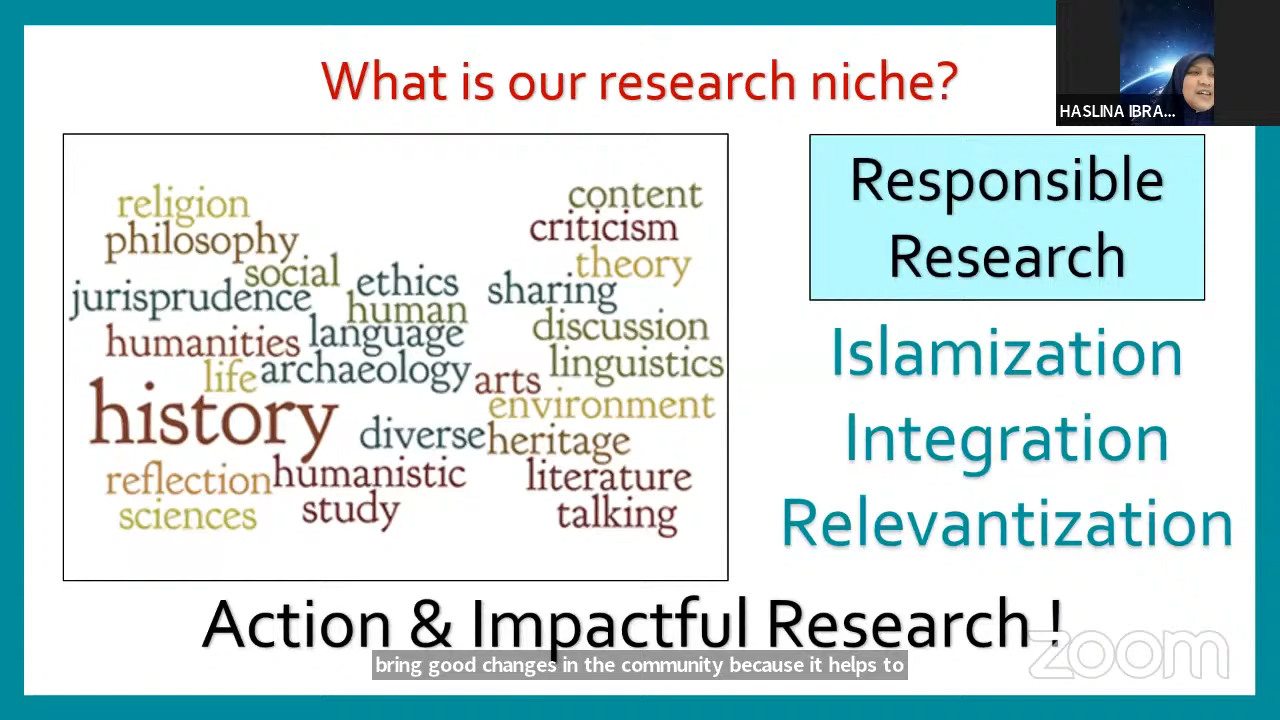 What is our research niche?
HASLINA IBRA...
religion
philosophy
social
jurisprudence
ethics
human
humanities
language
life
archaeology
history
diverse
reflection
humanistic
sciences
study
content
criticism
theory
sharing
discussion
linguistics
arts
environment
heritage
literature
talking
Responsible
Research
Islamization
Integration
Relevantization
Action & Impactful Research !
bring good changes in the community because it helps to
zoom